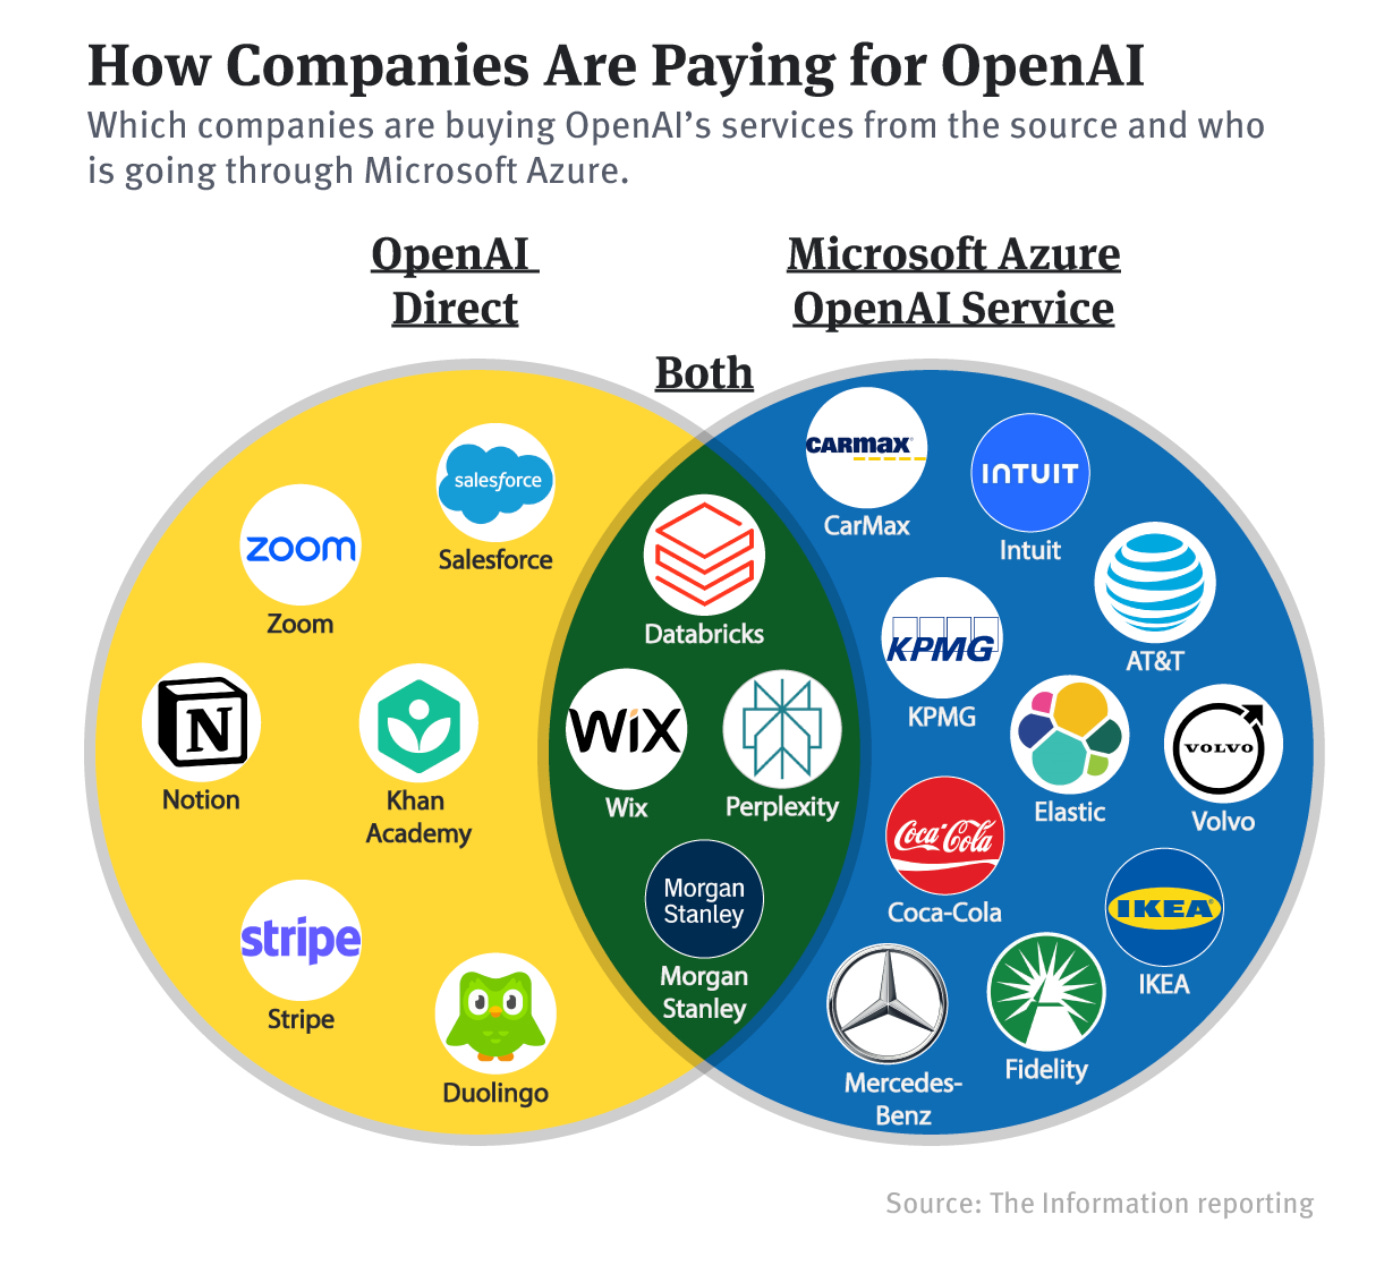 How Companies Are Paying for OpenAI
Which companies are buying OpenAI’s services from the source and who
is going through Microsoft Azure.
OpenAI
Direct
Microsoft Azure
OpenAI Service
Both
salesforce
Salesforce
zoom
Zoom
N
Notion
Khan
Academy
stripe
Stripe
Duolingo
Databricks
WiX
Wix
Perplexity
Morgan
Stanley
Morgan
Stanley
CARMAX
CarMax
INTUIT
Intuit
AT&T
KPMG
KPMG
Elastic
VOLVO
Volvo
Coca-Cola
Coca-Cola
IKEA
IKEA
Mercedes-
Benz
Fidelity
Source: The Information reporting